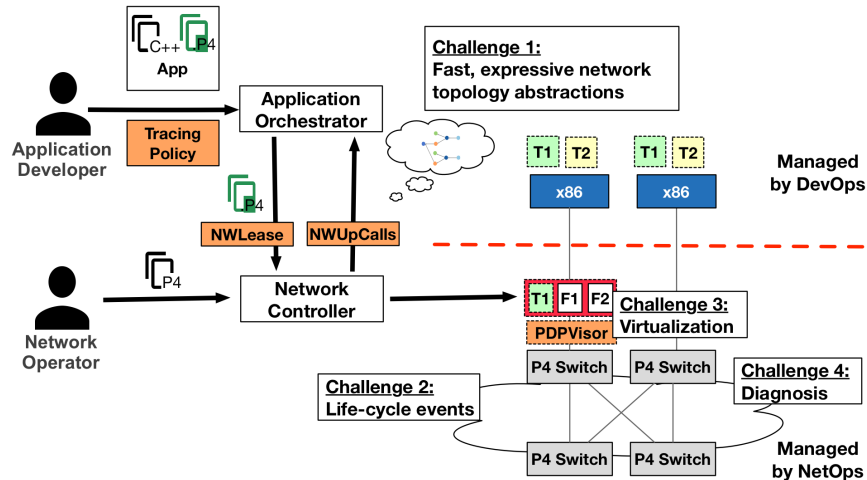 C++ .P4
App
Application
Developer
Tracing
Policy
Application
Orchestrator
Challenge 1:
Fast, expressive network
topology abstractions
T1 T2
T1 T2
x86
x86
Managed
by DevOps
.P4
NWLease
NWUpCalls
Network
Operator
P4
Network
Controller
T1 F1 F2
PDPVisor
Challenge 3:
Virtualization
P4 Switch
P4 Switch
Challenge 2:
Life-cycle events
Challenge 4:
Diagnosis
P4 Switch
P4 Switch
Managed
by NetOps